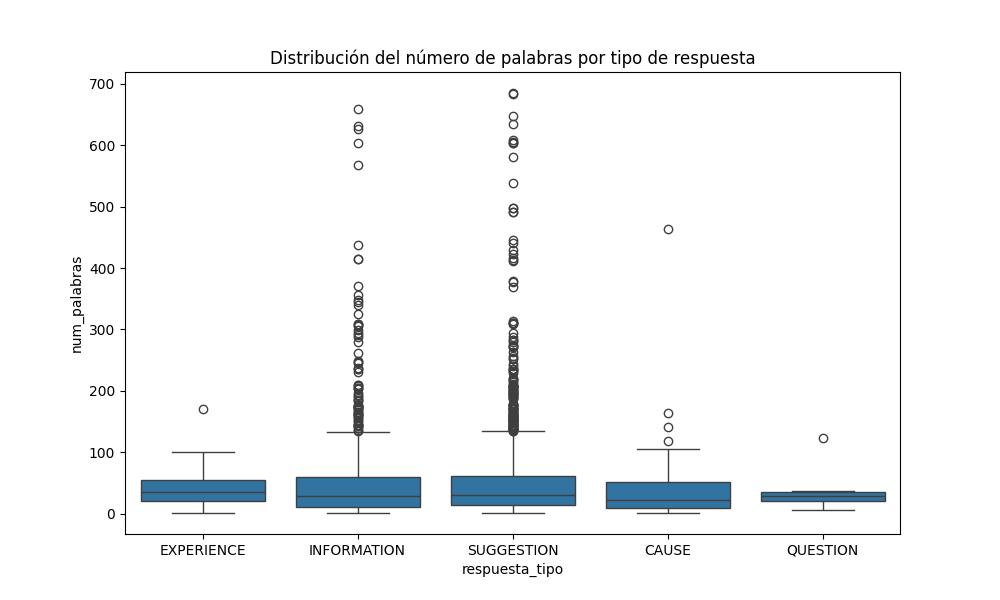 Distribución del número de palabras por tipo de respuesta
700
600
500
400
300
200
100
0
num_palabras
EXPERIENCE INFORMATION SUGGESTION CAUSE QUESTION
respuesta_tipo